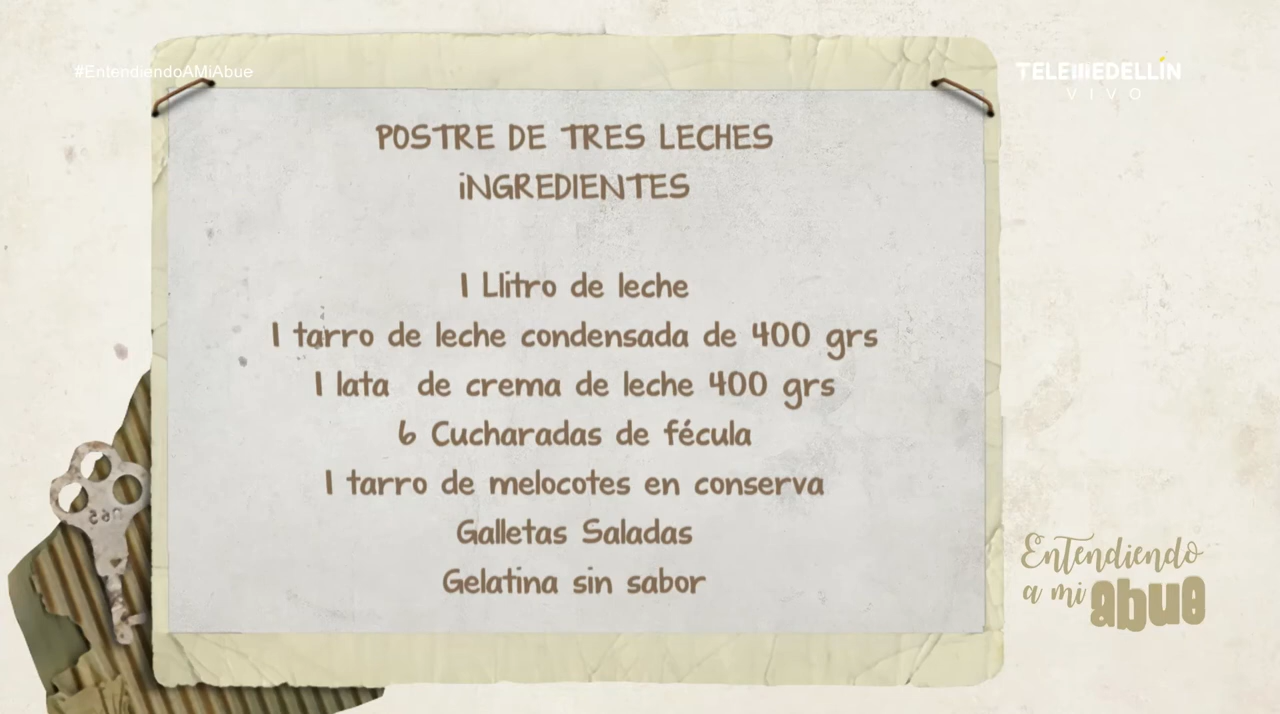 #EntendiendoAMiAbue
TELEMEDELLÍN
VIVO
POSTRE DE TRES LECHES
iNGREDIENTES
1 Llitro de leche
1 tarro de leche condensada de 400 grs
1 lata de crema de leche 400 grs
6 Cucharadas de fécula
1 tarro de melocotes en conserva
Galletas Saladas
Gelatina sin sabor
Entendiendo
a mi abue